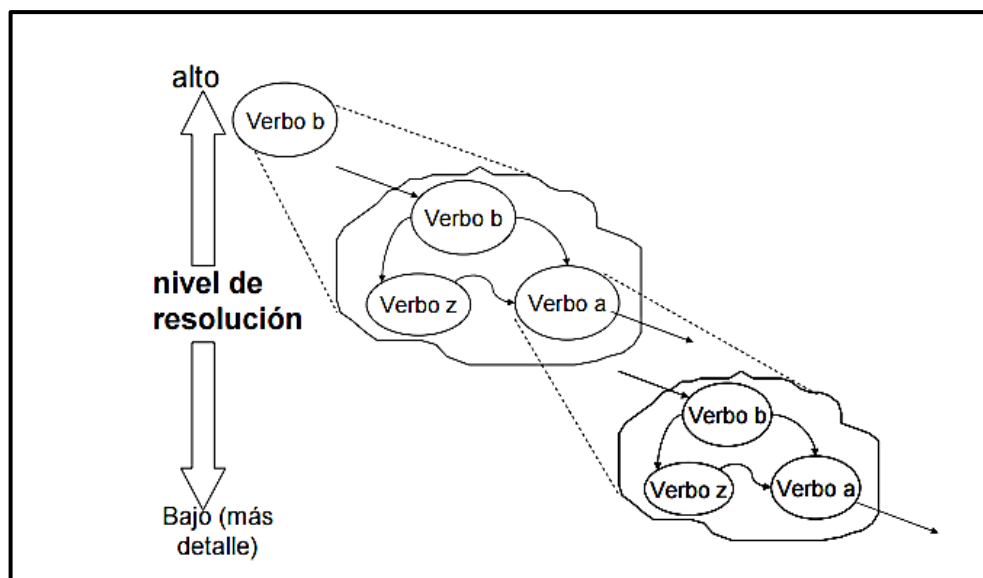 alto
Verbo b
Verbo b
Verbo z
Verbo a
nivel de
resolución
Verbo b
Verbo z
Verbo a
Bajo (más
detalle)